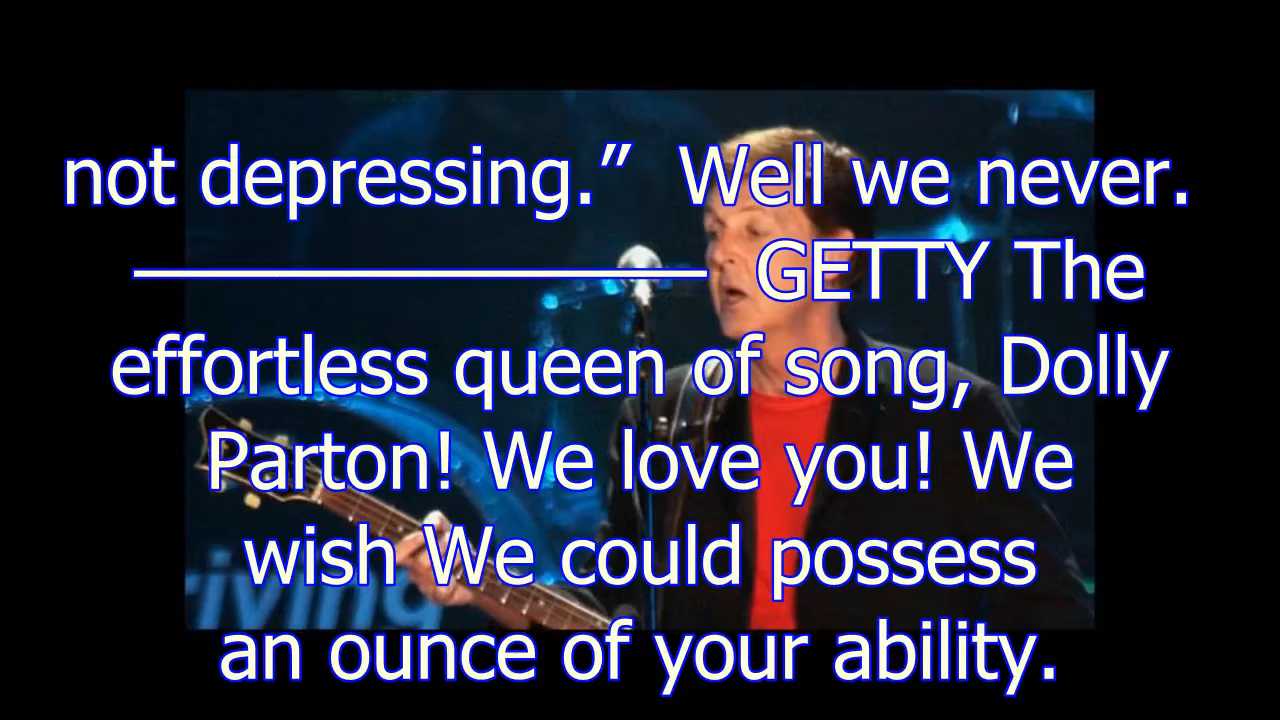 not depressing.” Well we never.
——————————— GETTY The
effortless queen of song, Dolly
Parton! We love you! We
wish We could possess
an ounce of your ability.
riving